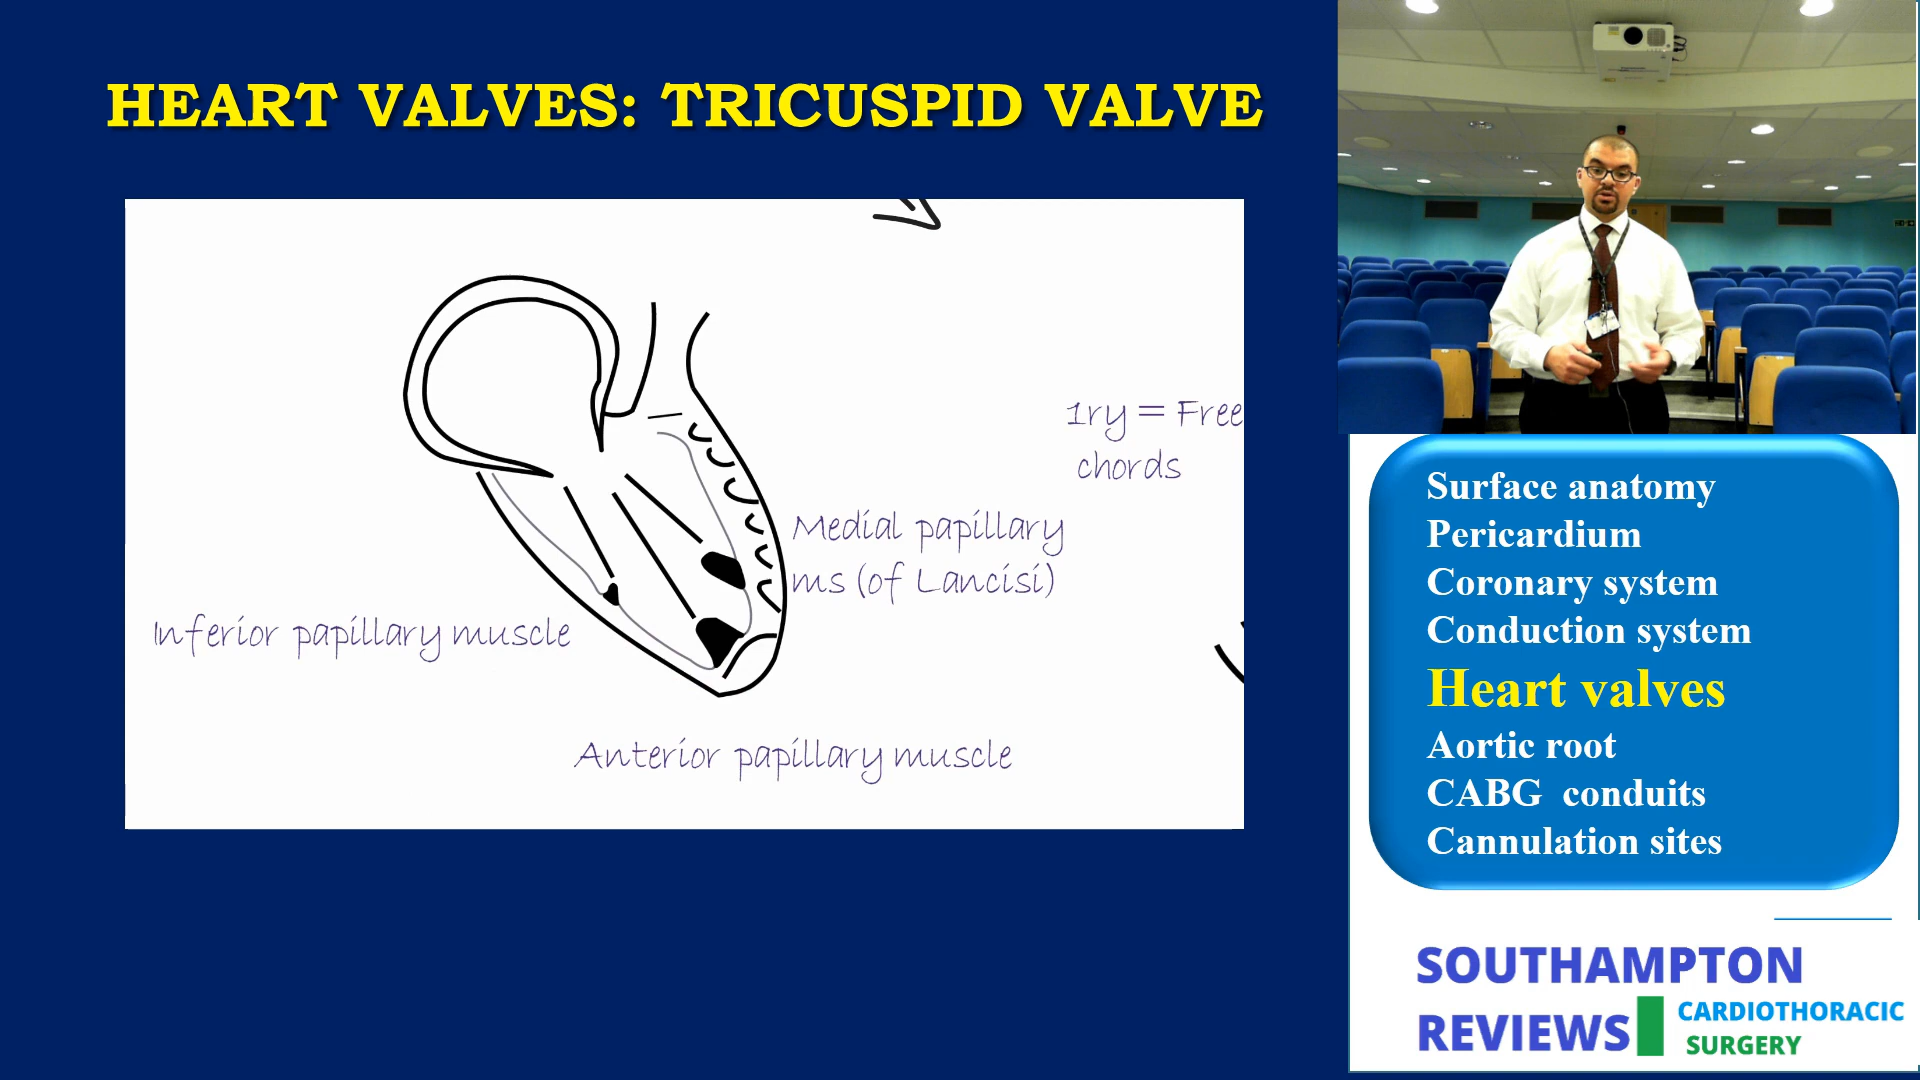 HEART VALVES: TRICUSPID VALVE
1ry = Free
chords
Medial papillary
ms (of Lancisi)
Inferior papillary muscle
Anterior papillary muscle
Surface anatomy
Pericardium
Coronary system
Conduction system
Heart valves
Aortic root
CABG conduits
Cannulation sites
SOUTHAMPTON
REVIEWS
CARDIOTHORACIC
SURGERY